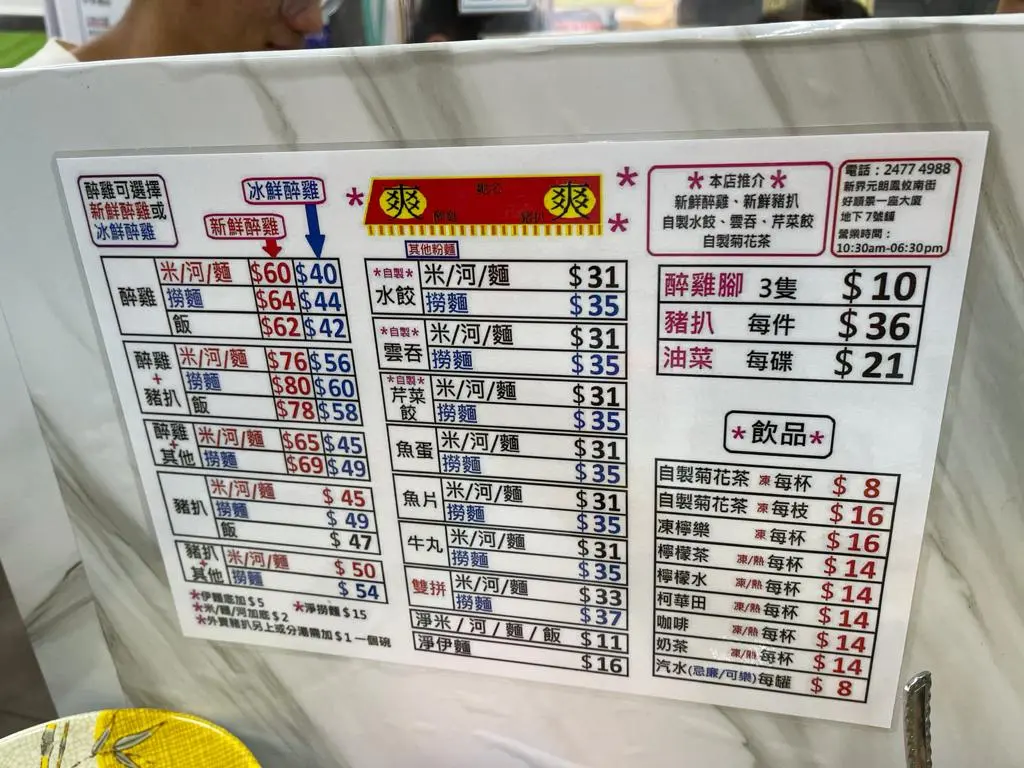 醉雞可選擇
新鮮醉雞或
冰鮮醉雞
冰鮮醉雞
新鮮醉雞
醉雞
米/河/麵 $60 $40
撈麵 $64 $44
飯 $62 $42
醉雞+豬扒
米/河/麵 $76 $56
撈麵 $80 $60
飯 $78 $58
醉雞+其他
米/河/麵 $65 $45
撈麵 $69 $49
豬扒
米/河/麵 $45
撈麵 $49
飯 $47
豬扒+其他
米/河/麵 $50
撈麵 $54
*伊麵底加$5 *淨撈麵$15
*米/麵/河加底$2
*外賣豬扒另上或分湯需加$1一個碗
爽 爽
其他粉麵
*自製*水餃
米/河/麵 $31
撈麵 $35
*自製*雲吞
米/河/麵 $31
撈麵 $35
*自製*芹菜餃
米/河/麵 $31
撈麵 $35
魚蛋
米/河/麵 $31
撈麵 $35
魚片
米/河/麵 $31
撈麵 $35
牛丸
米/河/麵 $31
撈麵 $35
雙拼
米/河/麵 $33
撈麵 $37
淨米/河/麵/飯 $11
淨伊麵 $16
*本店推介*
新鮮醉雞、新鮮豬扒
自製水餃、雲吞、芹菜餃
自製菊花茶
電話:2477 4988
新界元朗鳳攸南街
好順景一座大廈
地下7號舖
營業時間:
10:30am-06:30pm
醉雞腳 3隻 $10
豬扒 每件 $36
油菜 每碟 $21
*飲品*
自製菊花茶 凍 每杯 $8
自製菊花茶 凍 每枝 $16
凍檸樂 凍 每杯 $16
檸檬茶 凍/熱 每杯 $14
檸檬水 凍/熱 每杯 $14
柯華田 凍/熱 每杯 $14
咖啡 凍/熱 每杯 $14
奶茶 凍/熱 每杯 $14
汽水(忌廉/可樂) 每罐 $8